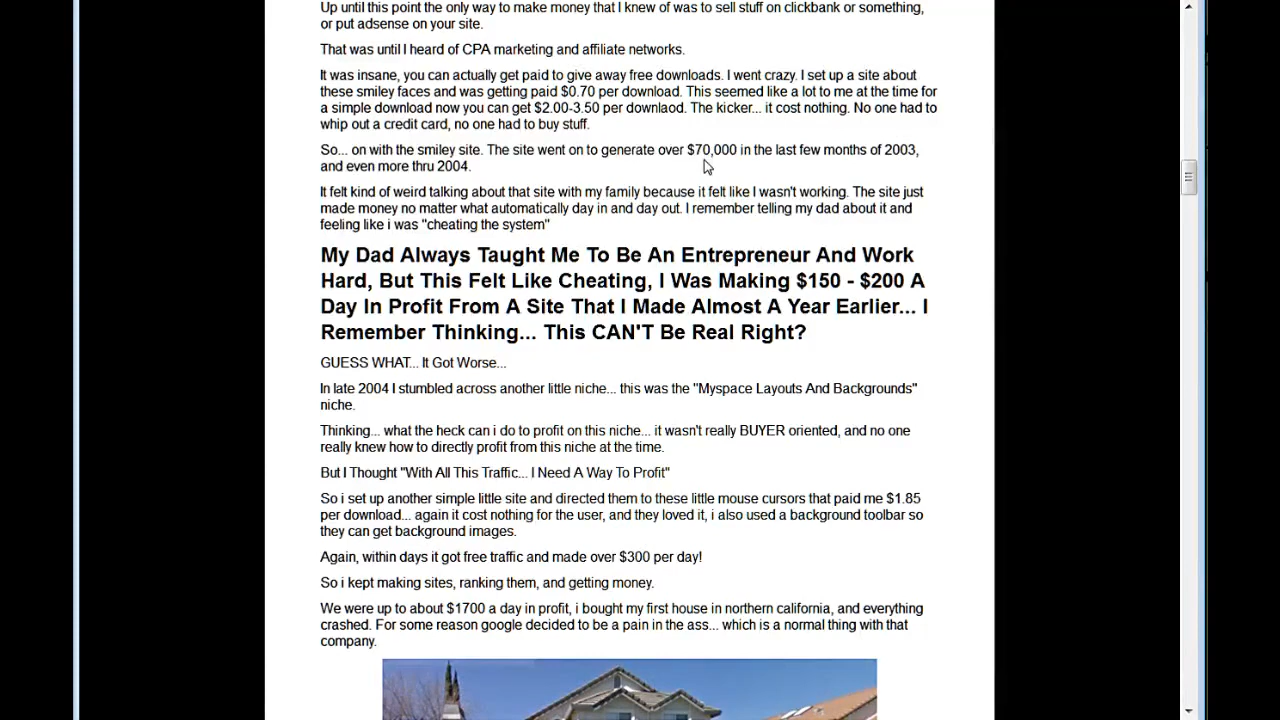 Up until this point the only way to make money that I knew of was to sell stuff on clickbank or something,
or put adsense on your site.
That was until I heard of CPA marketing and affiliate networks.
It was insane, you can actually get paid to give away free downloads. I went crazy. I set up a site about
these smiley faces and was getting paid $0.70 per download. This seemed like a lot to me at the time for
a simple download now you can get $2.00-3.50 per downlaod. The kicker... it cost nothing. No one had to
whip out a credit card, no one had to buy stuff.
So... on with the smiley site. The site went on to generate over $70,000 in the last few months of 2003,
and even more thru 2004.
It felt kind of weird talking about that site with my family because it felt like I wasn't working. The site just
made money no matter what automatically day in and day out. I remember telling my dad about it and
feeling like i was "cheating the system"
My Dad Always Taught Me To Be An Entrepreneur And Work
Hard, But This Felt Like Cheating, I Was Making $150 - $200 A
Day In Profit From A Site That I Made Almost A Year Earlier... I
Remember Thinking... This CAN'T Be Real Right?
GUESS WHAT... It Got Worse...
In late 2004 I stumbled across another little niche... this was the "Myspace Layouts And Backgrounds"
niche.
Thinking... what the heck can i do to profit on this niche... it wasn't really BUYER oriented, and no one
really knew how to directly profit from this niche at the time.
But I Thought "With All This Traffic... I Need A Way To Profit"
So i set up another simple little site and directed them to these little mouse cursors that paid me $1.85
per download... again it cost nothing for the user, and they loved it, i also used a background toolbar so
they can get background images.
Again, within days it got free traffic and made over $300 per day!
So i kept making sites, ranking them, and getting money.
We were up to about $1700 a day in profit, i bought my first house in northern california, and everything
crashed. For some reason google decided to be a pain in the ass... which is a normal thing with that
company.